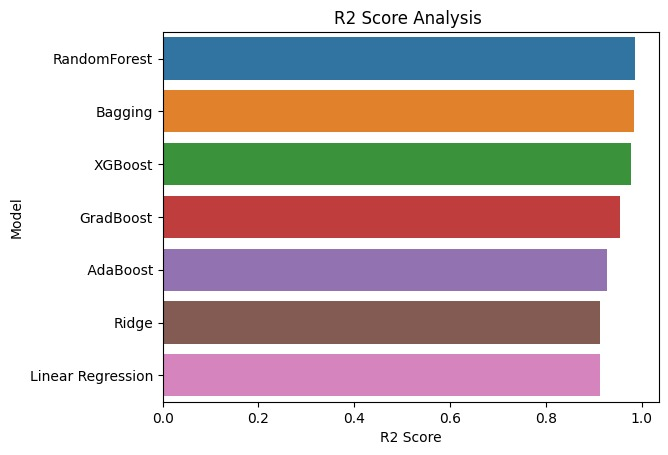 R2 Score Analysis
RandomForest
Bagging
XGBoost
GradBoost
AdaBoost
Ridge
Linear Regression
Model
0.0 0.2 0.4 0.6 0.8 1.0
R2 Score